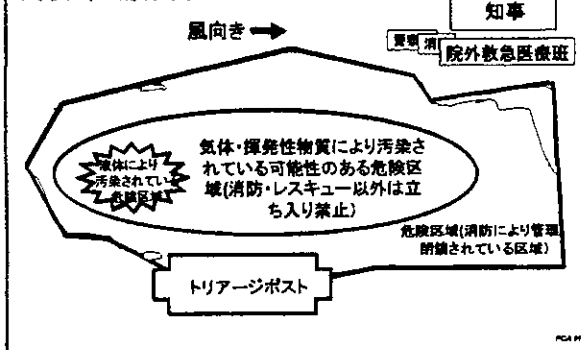 知事
風向き
警察
消
院外救急医療班
気体・揮発性物質により汚染さ
れている可能性のある危険区
域(消防・レスキュー以外は立
ち入り禁止)
液体により
汚染されてい
危険区域
危険区域(消防により管理
閉鎖されている区域)
トリアージポスト